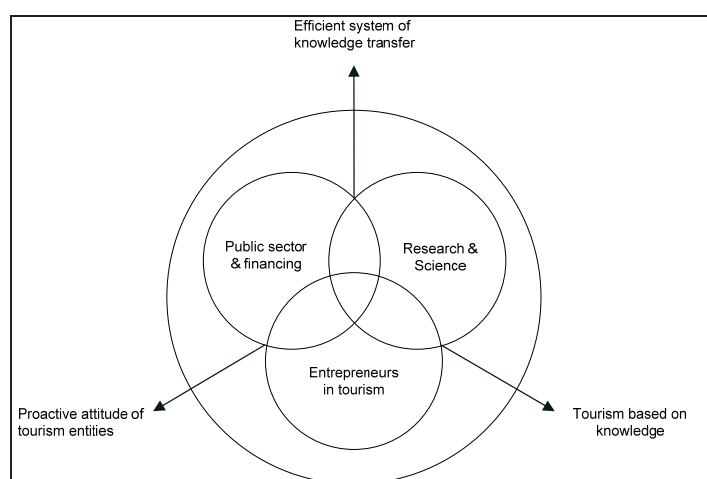 Efficient system of
knowledge transfer
Public sector
& financing
Research &
Science
Entrepreneurs
in tourism
Proactive attitude of
tourism entities
Tourism based on
knowledge